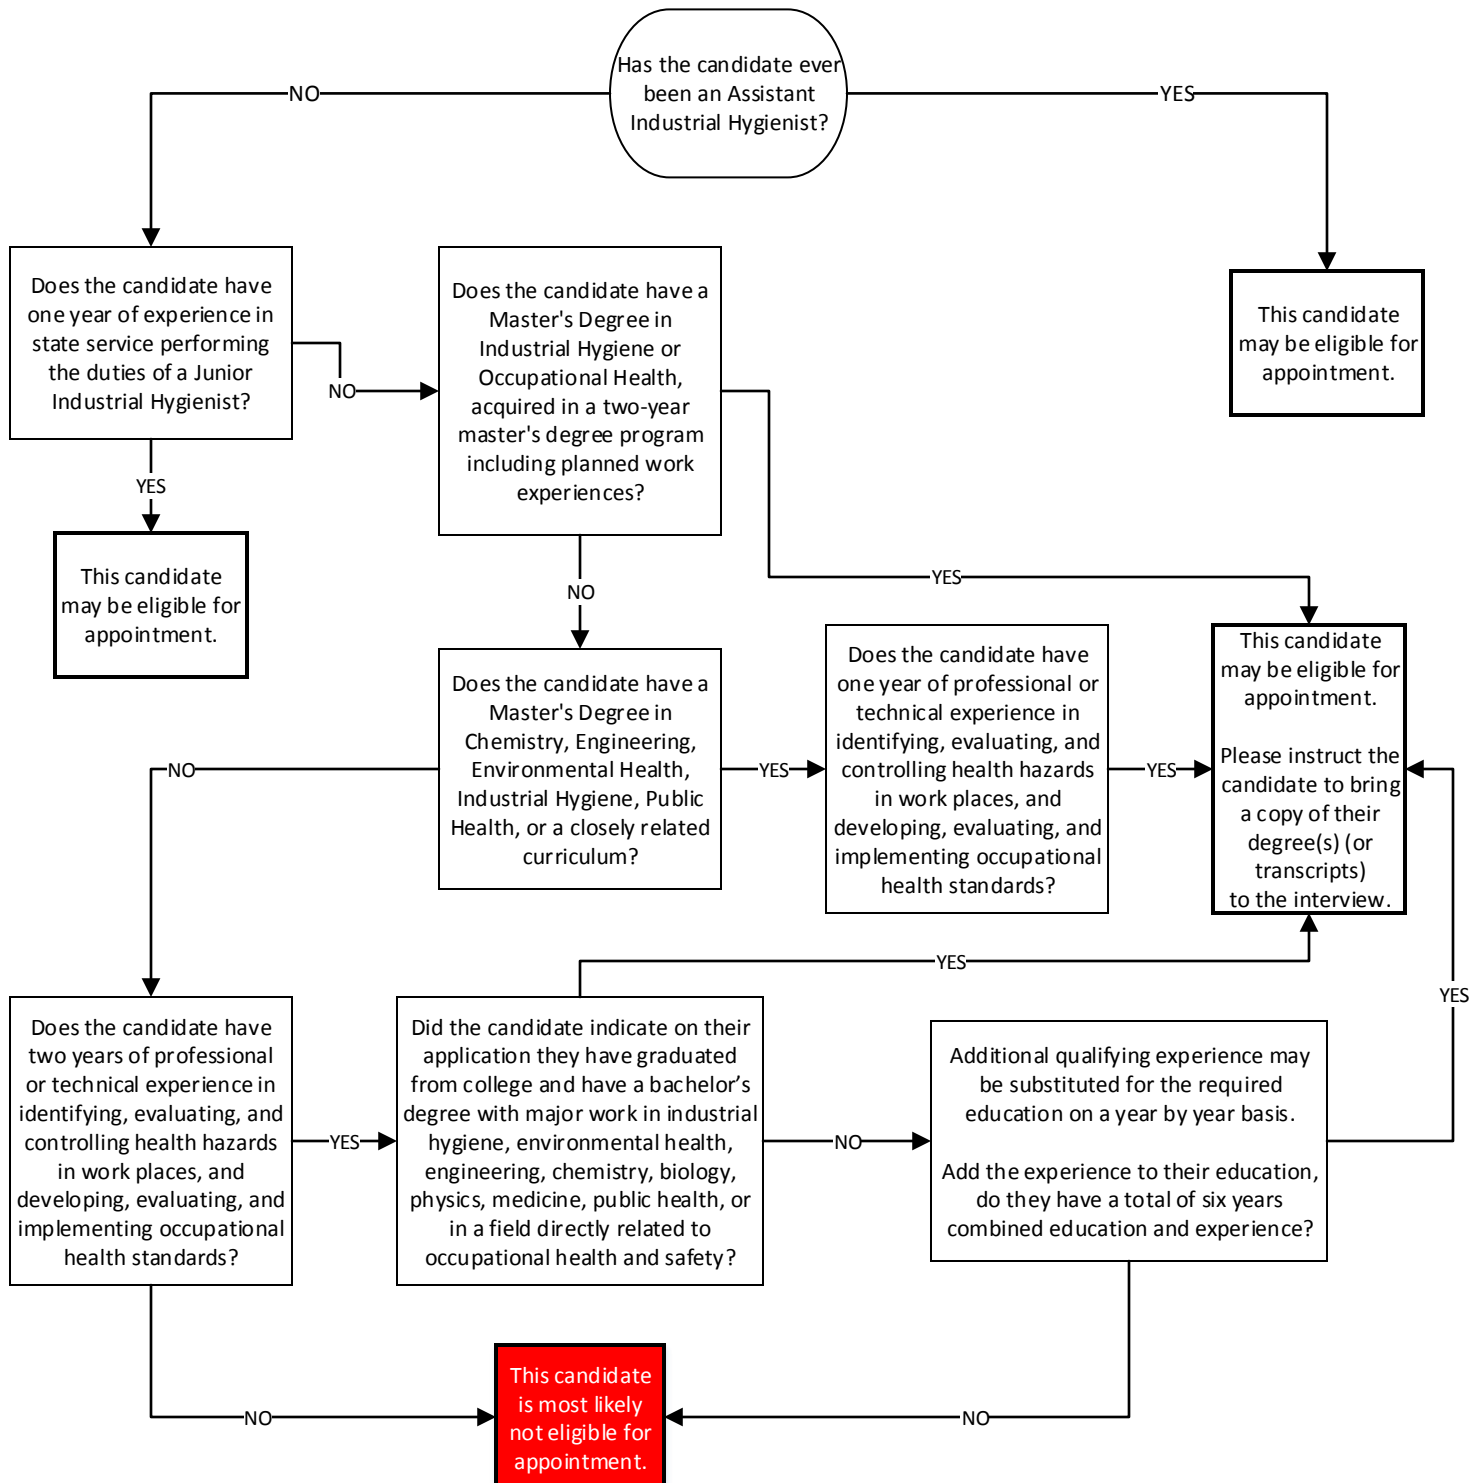 Has the candidate ever
been an Assistant
Industrial Hygienist?
NO
YES
Does the candidate have
one year of experience in
state service performing
the duties of a Junior
Industrial Hygienist?
NO
YES
This candidate
may be eligible for
appointment.
Does the candidate have a
Master's Degree in
Industrial Hygiene or
Occupational Health,
acquired in a two-year
master's degree program
including planned work
experiences?
NO
YES
This candidate
may be eligible for
appointment.
Does the candidate have a
Master's Degree in
Chemistry, Engineering,
Environmental Health,
Industrial Hygiene, Public
Health, or a closely related
curriculum?
NO
YES
Does the candidate have
one year of professional or
technical experience in
identifying, evaluating, and
controlling health hazards
in work places, and
developing, evaluating, and
implementing occupational
health standards?
YES
This candidate
may be eligible for
appointment.
Please instruct the
candidate to bring
a copy of their
degree(s) (or
transcripts)
to the interview.
Does the candidate have
two years of professional
or technical experience in
identifying, evaluating, and
controlling health hazards
in work places, and
developing, evaluating, and
implementing occupational
health standards?
YES
NO
Did the candidate indicate on their
application they have graduated
from college and have a bachelor’s
degree with major work in industrial
hygiene, environmental health,
engineering, chemistry, biology,
physics, medicine, public health, or
in a field directly related to
occupational health and safety?
YES
NO
Additional qualifying experience may
be substituted for the required
education on a year by year basis.
Add the experience to their education,
do they have a total of six years
combined education and experience?
YES
NO
This candidate
is most likely
not eligible for
appointment.